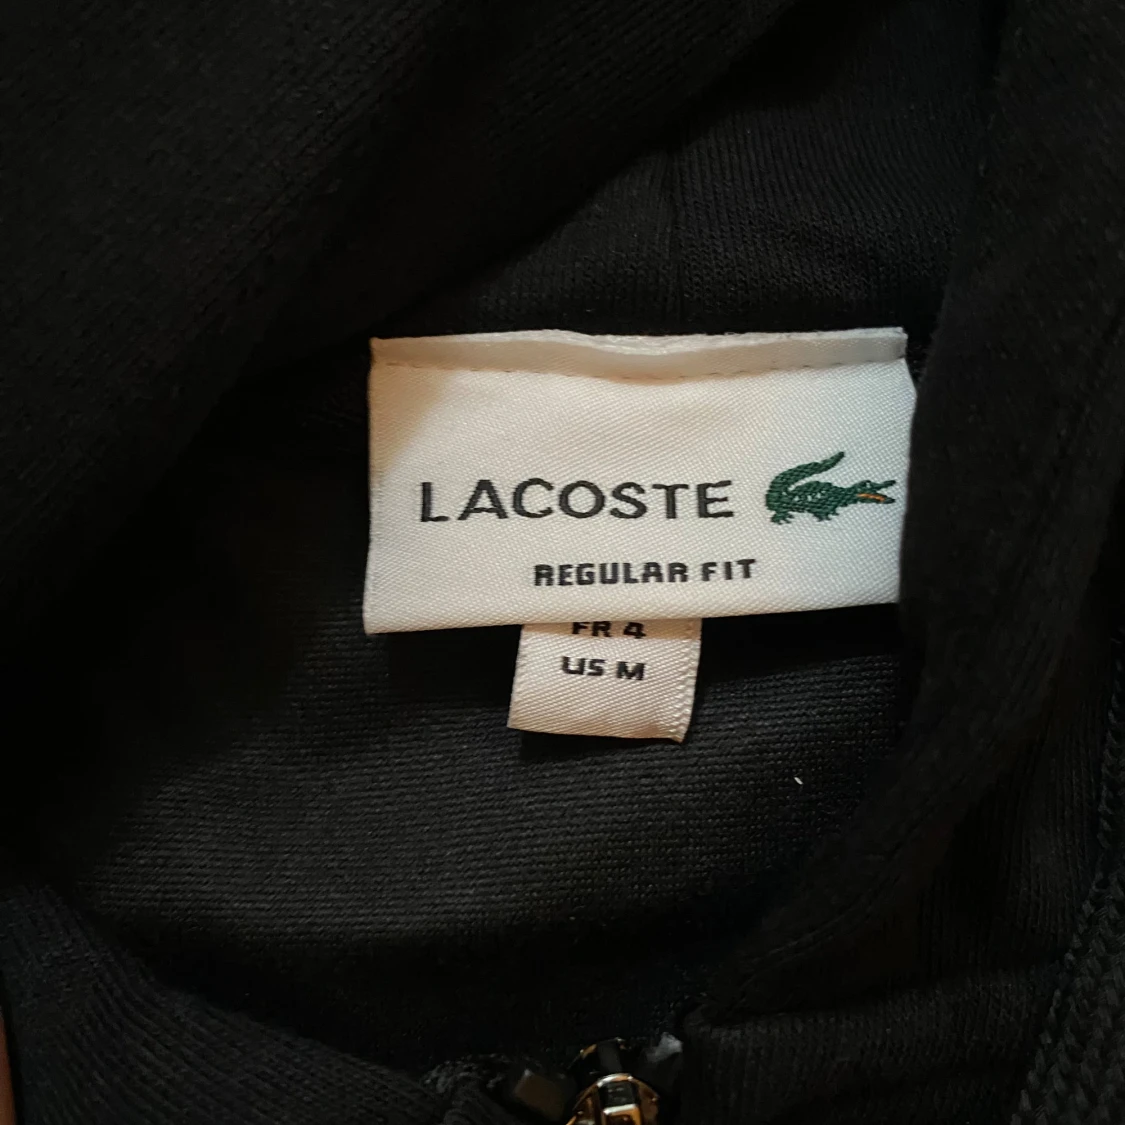 LACOSTE
REGULAR FIT
FR 4
US M